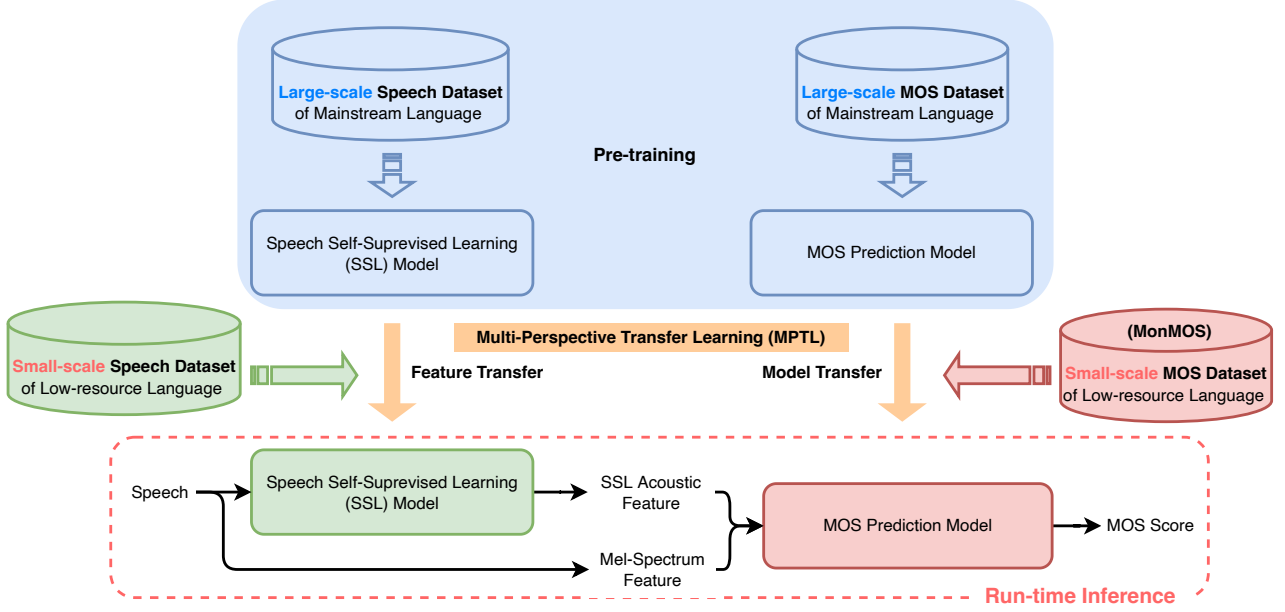 Large-scale Speech Dataset
of Mainstream Language
Large-scale MOS Dataset
of Mainstream Language
Pre-training
Speech Self-Suprevised Learning
(SSL) Model
MOS Prediction Model
Small-scale Speech Dataset
of Low-resource Language
Multi-Perspective Transfer Learning (MPTL)
Feature Transfer
Model Transfer
(MonMOS)
Small-scale MOS Dataset
of Low-resource Language
Speech
Speech Self-Suprevised Learning
(SSL) Model
SSL Acoustic
Feature
Mel-Spectrum
Feature
MOS Prediction Model
MOS Score
Run-time Inference